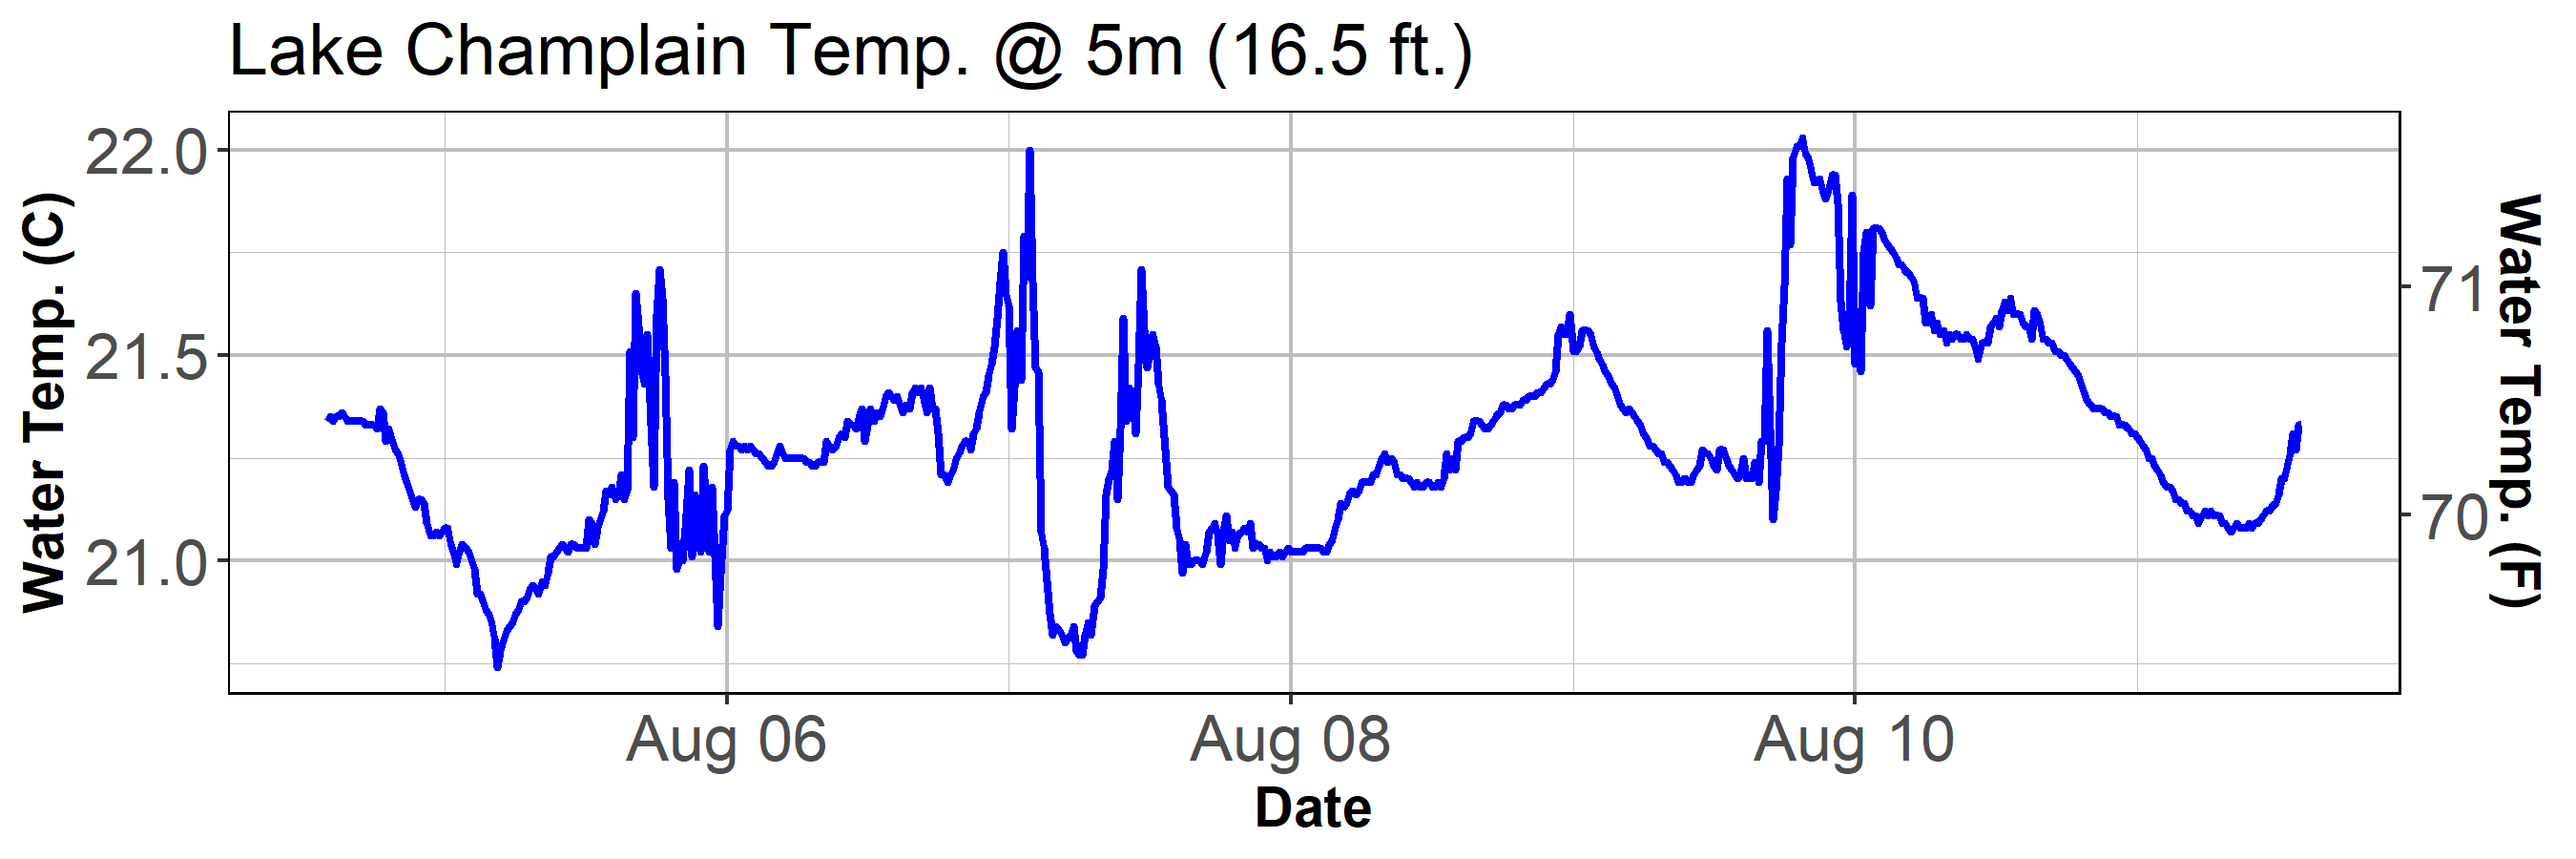 Lake Champlain Temp. @ 5m (16.5 ft.)
Water Temp. (C)
22.0
21.5
21.0
71
70
Water Temp. (F)
Aug 06
Aug 08
Aug 10
Date